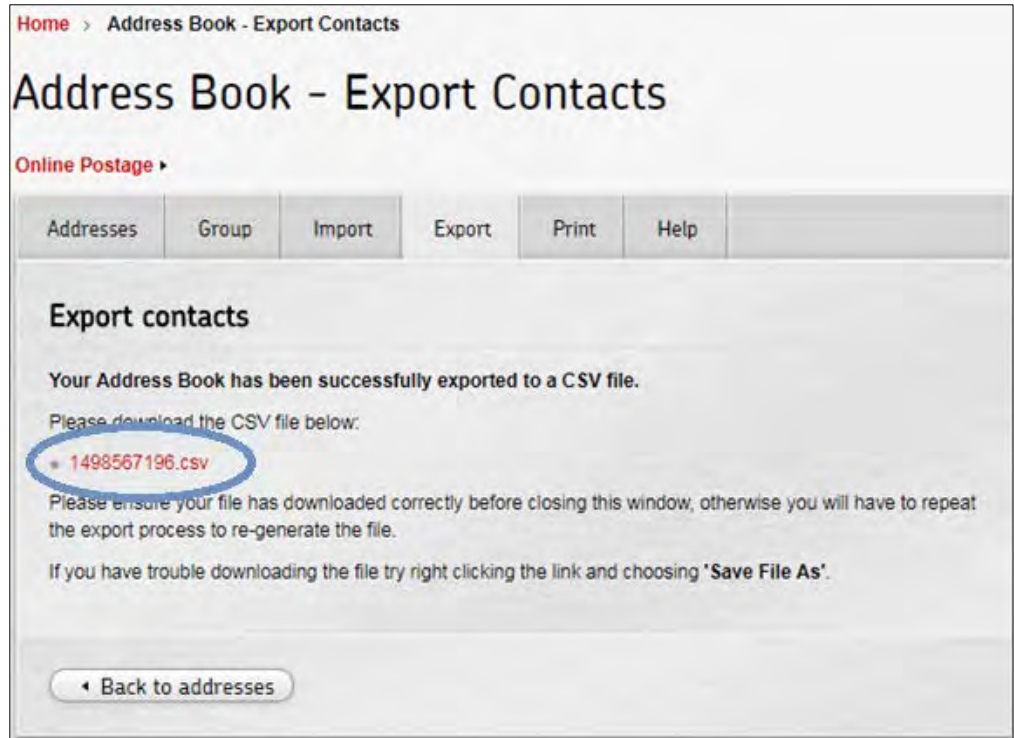 Home > Address Book - Export Contacts
Address Book - Export Contacts
Online Postage ▸
Addresses Group Import Export Print Help
Export contacts
Your Address Book has been successfully exported to a CSV file.
Please download the CSV file below:
1498567196.csv
Please ensure your file has downloaded correctly before closing this window, otherwise you will have to repeat
the export process to re-generate the file.
If you have trouble downloading the file try right clicking the link and choosing 'Save File As'.
◂ Back to addresses